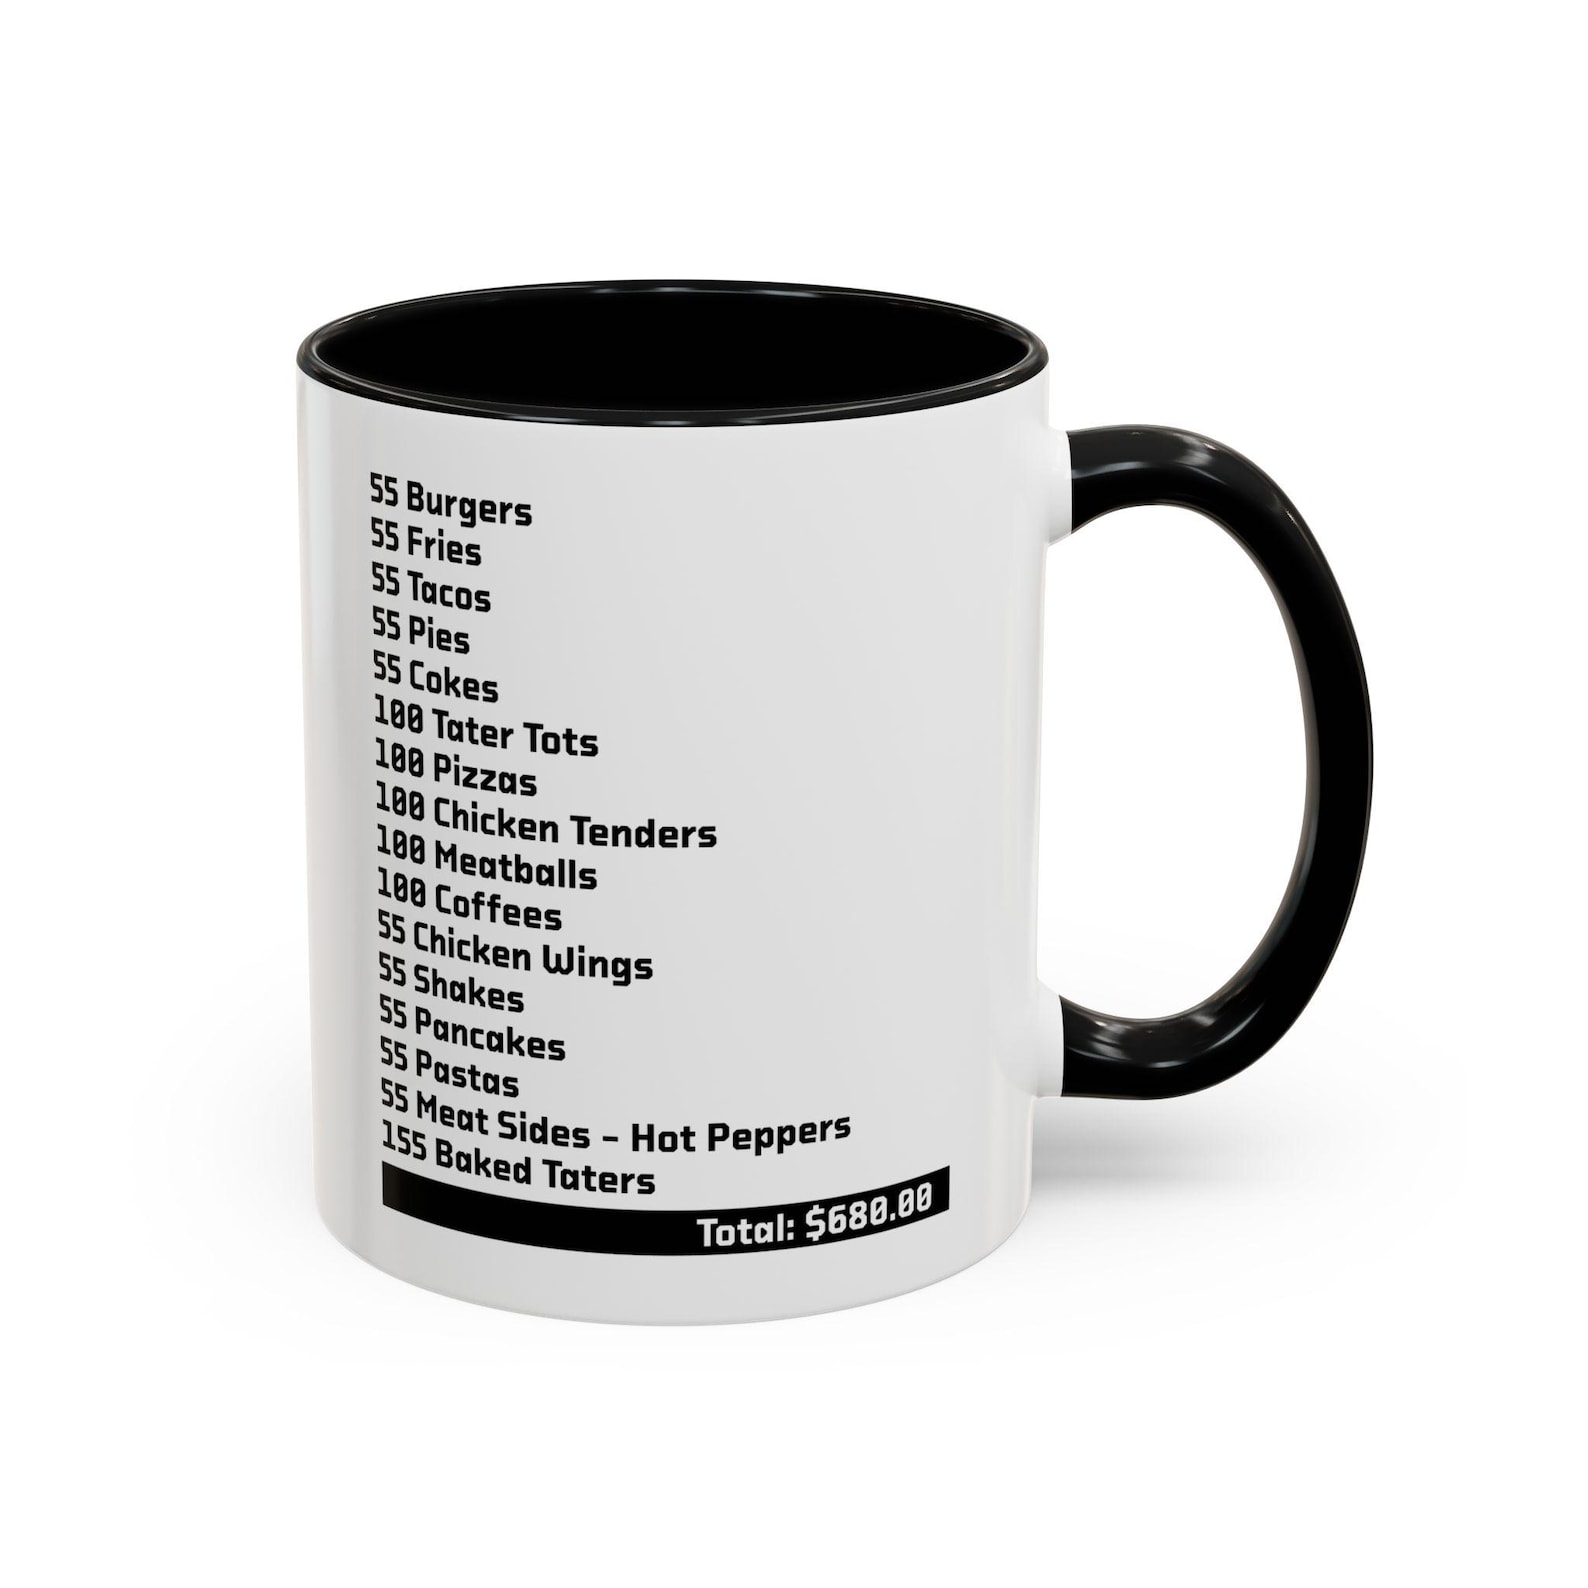 55 Burgers
55 Fries
55 Tacos
55 Pies
55 Cokes
100 Tater Tots
100 Pizzas
100 Chicken Tenders
100 Meatballs
100 Coffees
55 Chicken Wings
55 Shakes
55 Pancakes
55 Pastas
55 Meat Sides - Hot Peppers
155 Baked Taters
Total: $680.00